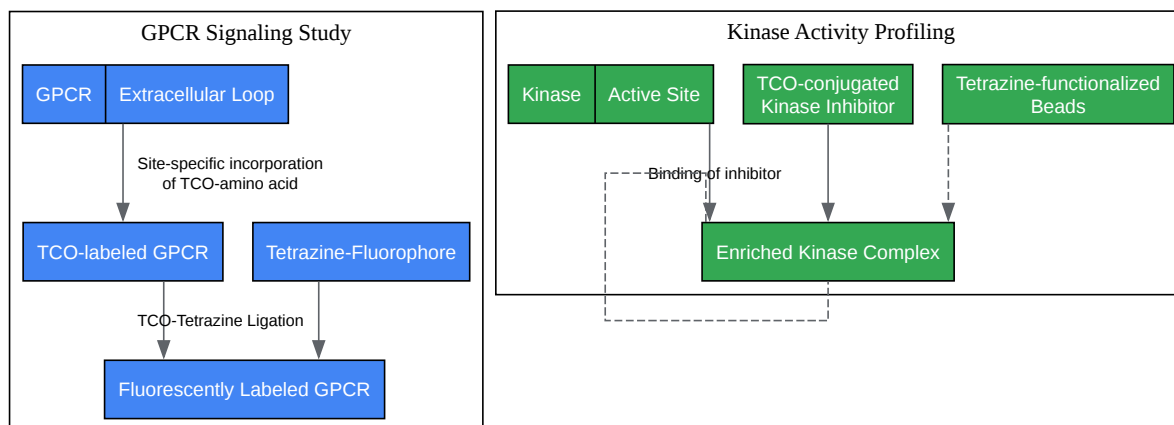 GPCR Signaling Study
GPCR
Extracellular Loop
Site-specific incorporation
of TCO-amino acid
TCO-labeled GPCR
Tetrazine-Fluorophore
TCO-Tetrazine Ligation
Fluorescently Labeled GPCR
Kinase Activity Profiling
Kinase
Active Site
TCO-conjugated
Kinase Inhibitor
Tetrazine-functionalized
Beads
Binding of inhibitor
Enriched Kinase Complex